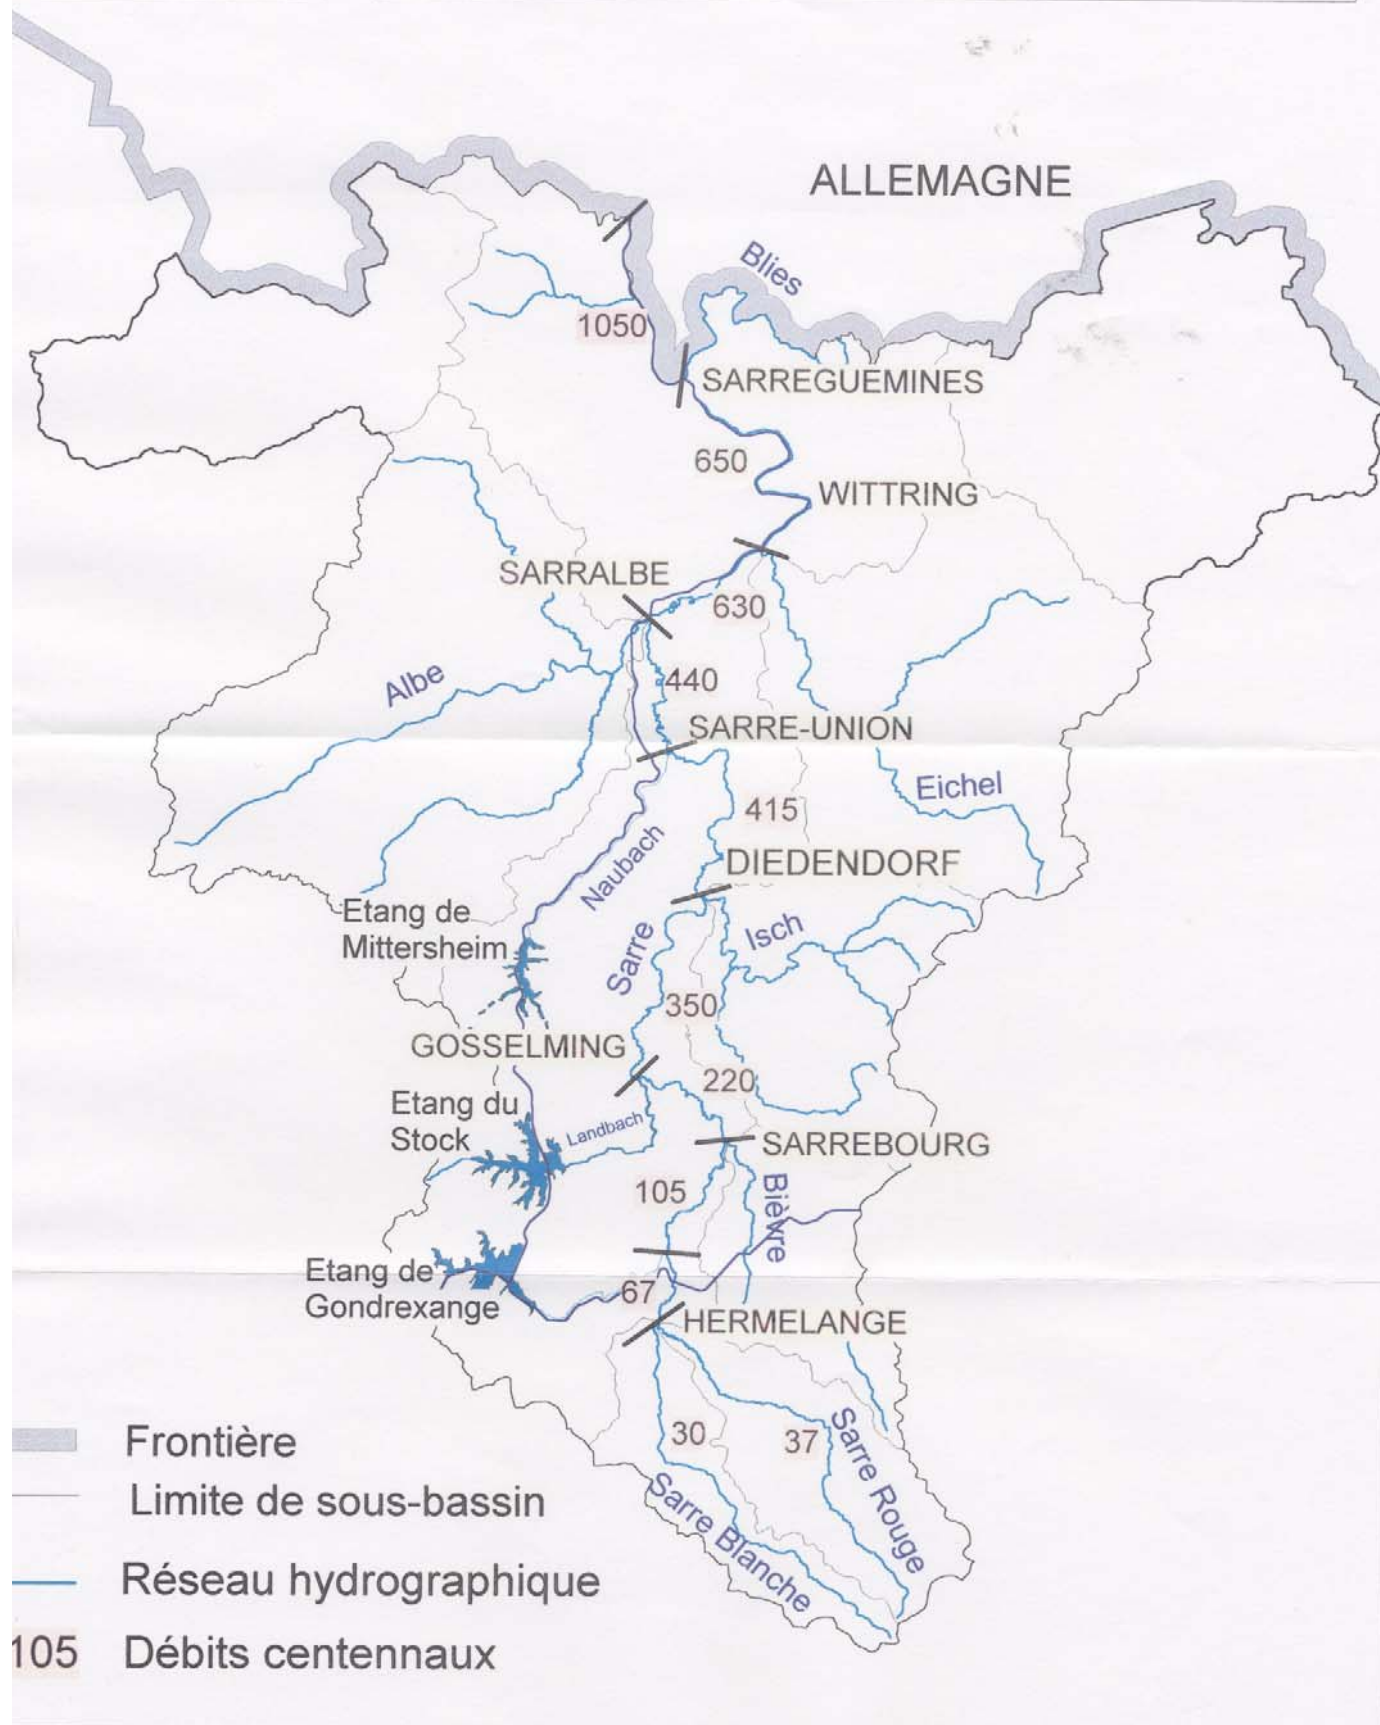 ALLEMAGNE
Blies
1050
SARREGUEMINES
650
WITTRING
SARRALBE
630
Albe
440
SARRE-UNION
Eichel
415
Naubach
DIEDENDORF
Etang de
Mittersheim
Sarre
Isch
350
GOSSELMING
220
Etang du
Stock
Landbach
SARREBOURG
105
Bièvre
Etang de
Gondrexange
67
HERMELANGE
30
37
Sarre Rouge
Sarre Blanche
Frontière
Limite de sous-bassin
Réseau hydrographique
105 Débits centennaux